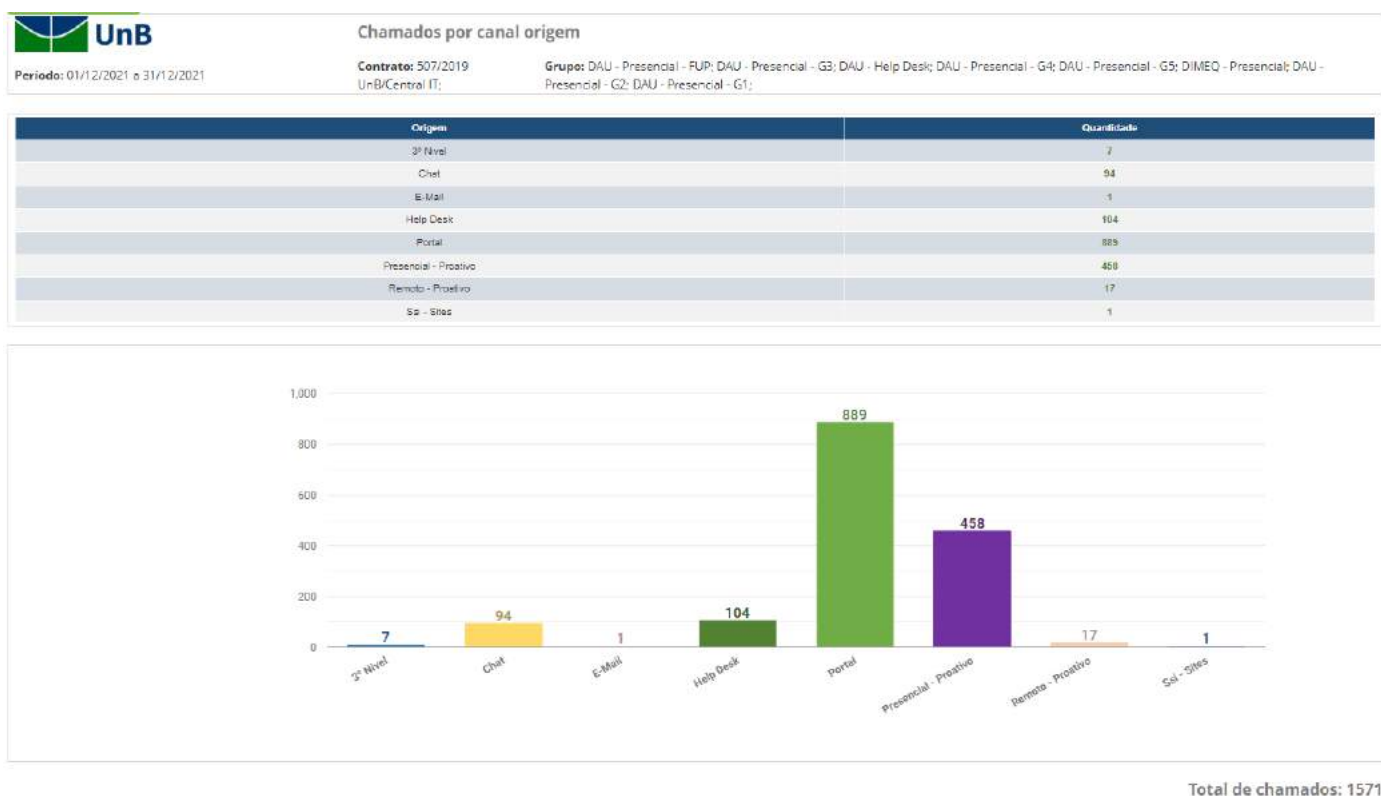 UnB
Chamados por canal origem
Periodo: 01/12/2021 a 31/12/2021
Contrato: 507/2019
UnB/Central IT;
Grupo: DAU - Presencial - FUP; DAU - Presencial - G3; DAU - Help Desk; DAU - Presencial - G4; DAU - Presencial - G5; DIMEQ - Presencial; DAU -
Presencial - G2; DAU - Presencial - G1;
Origem Quantidade
3º Nivel 7
Chat 94
E-Mail 1
Help Desk 104
Portal 889
Presencial - Proativo 458
Remoto - Proativo 17
Ssi - Sites 1
1,000
800
600
400
200
0
7
94
1
104
889
458
17
1
3º Nivel
Chat
E-Mail
Help Desk
Portal
Presencial - Proativo
Remoto - Proativo
Ssi - Sites
Total de chamados: 1571